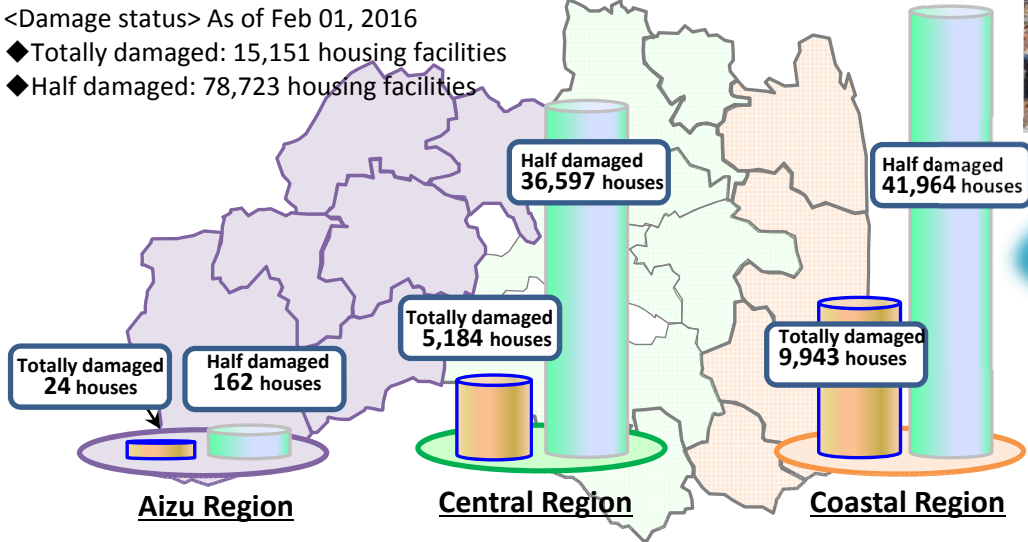 <Damage status> As of Feb 01, 2016
◆Totally damaged: 15,151 housing facilities
◆Half damaged: 78,723 housing facilities
Half damaged
36,597 houses
Half damaged
41,964 houses
Totally damaged
5,184 houses
Totally damaged
9,943 houses
Totally damaged
24 houses
Half damaged
162 houses
Aizu Region
Central Region
Coastal Region